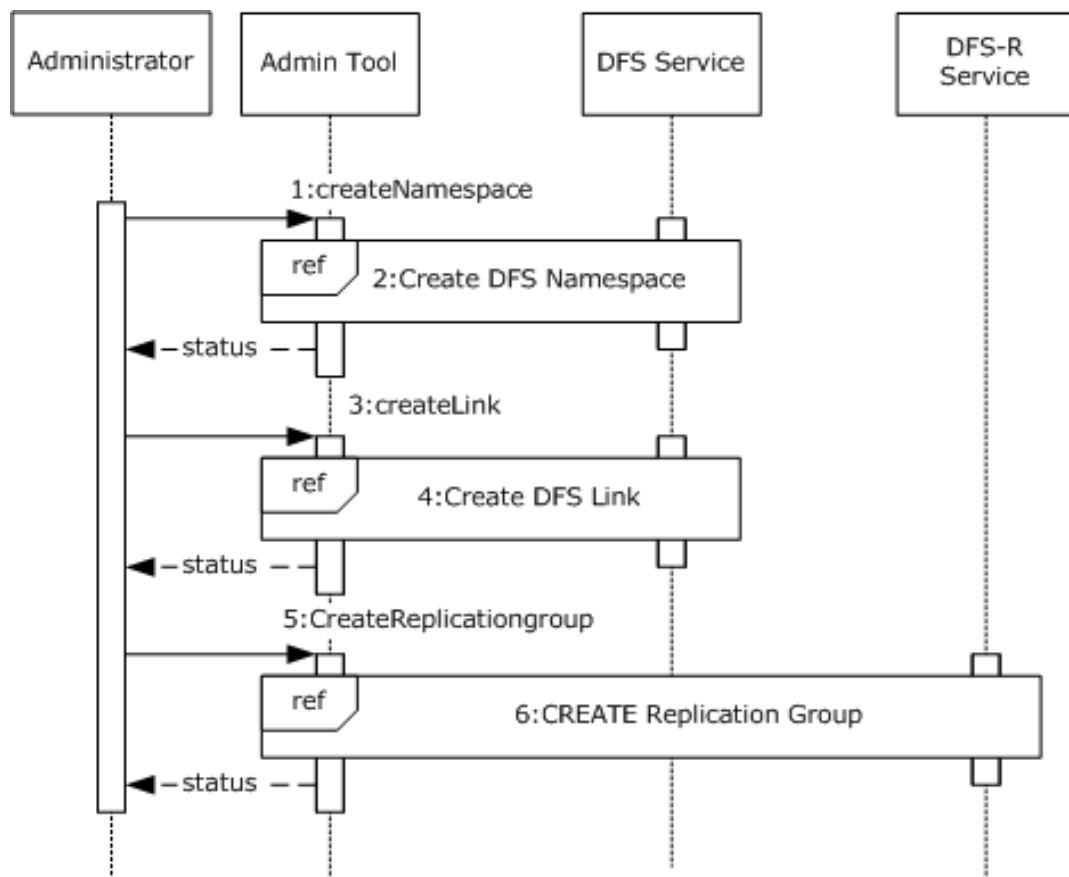 Administrator
Admin Tool
DFS Service
DFS-R
Service
1:createNamespace
ref
2:Create DFS Namespace
status
3:createLink
ref
4:Create DFS Link
status
5:CreateReplicationgroup
ref
6:CREATE Replication Group
status